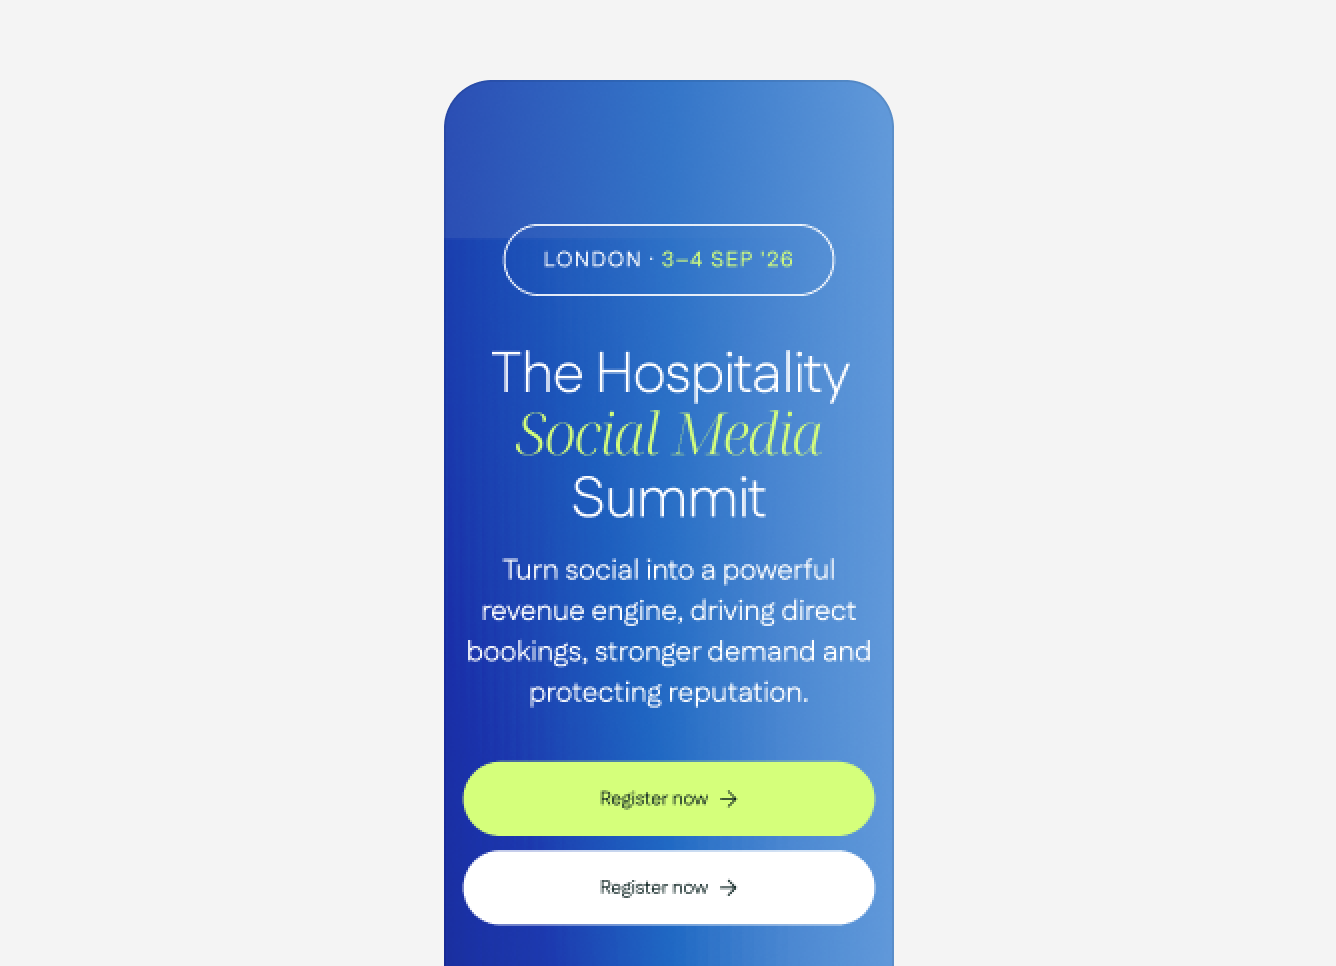 LONDON · 3–4 SEP '26
The Hospitality
Social Media
Summit
Turn social into a powerful
revenue engine, driving direct
bookings, stronger demand and
protecting reputation.
Register now →
Register now →